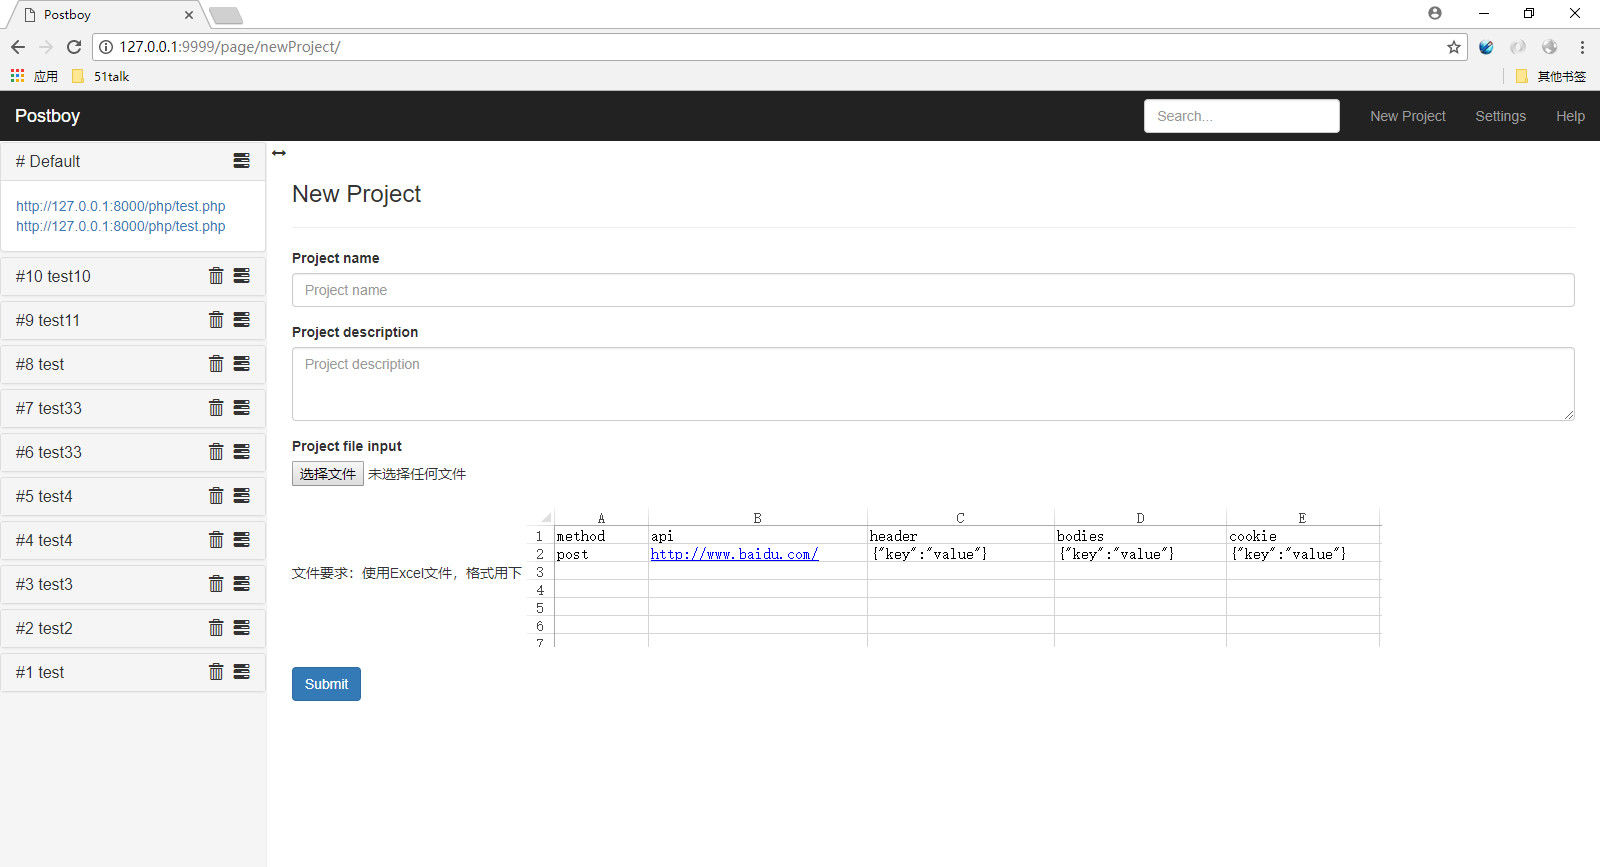 Postboy
127.0.0.1:9999/page/newProject/
应用 51talk 其他书签
Postboy Search... New Project Settings Help
# Default
http://127.0.0.1:8000/php/test.php
http://127.0.0.1:8000/php/test.php
#10 test10
#9 test11
#8 test
#7 test33
#6 test33
#5 test4
#4 test4
#3 test3
#2 test2
#1 test
New Project
Project name
Project name
Project description
Project description
Project file input
选择文件 未选择任何文件
文件要求：使用Excel文件，格式用下
A B C D E
1 method api header bodies cookie
2 post http://www.baidu.com/ {"key":"value"} {"key":"value"} {"key":"value"}
3
4
5
6
7
Submit